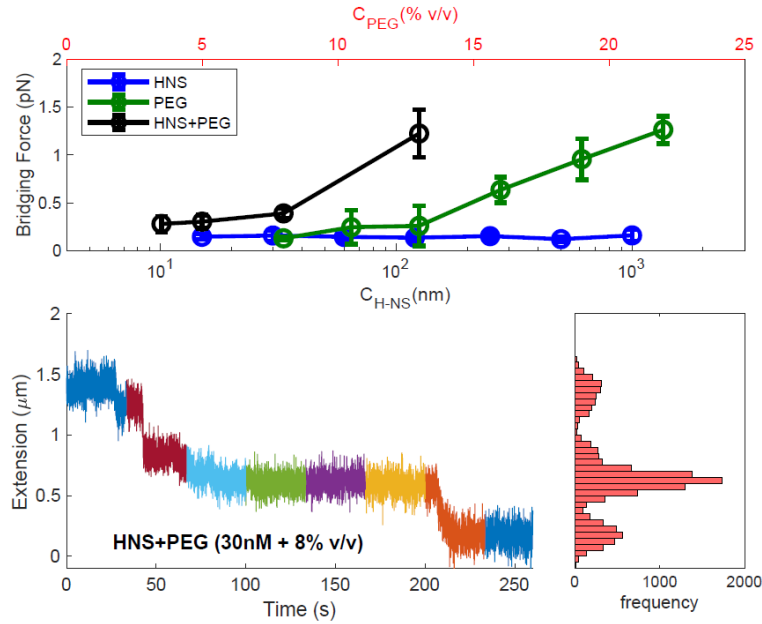 C_PEG(% v/v)
0 5 10 15 20 25
2
1.5
1
0.5
0
Bridging Force (pN)
HNS
PEG
HNS+PEG
10^1 10^2 10^3
C_H-NS(nm)
2
1.5
1
0.5
0
Extension (μm)
HNS+PEG (30nM + 8% v/v)
0 50 100 150 200 250
Time (s)
0 1000 2000
frequency